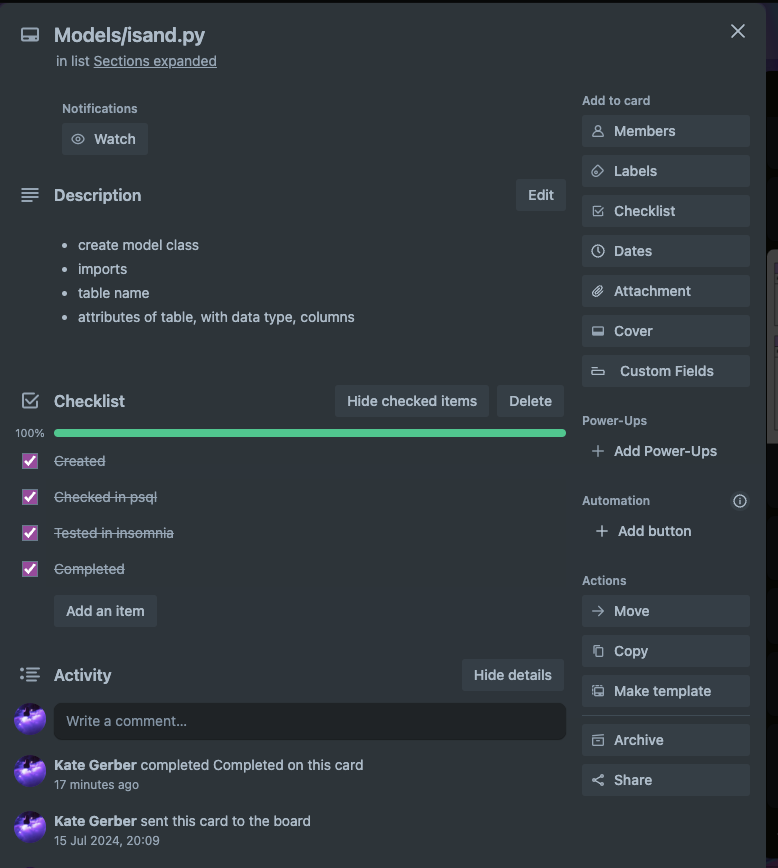 Models/isand.py
in list Sections expanded
Notifications
Watch
Description
Edit
create model class
imports
table name
attributes of table, with data type, columns
Checklist
Hide checked items
Delete
100%
Created
Checked in psql
Tested in insomnia
Completed
Add an item
Activity
Hide details
Write a comment…
Kate Gerber completed Completed on this card
17 minutes ago
Kate Gerber sent this card to the board
15 Jul 2024, 20:09
Add to card
Members
Labels
Checklist
Dates
Attachment
Cover
Custom Fields
Power-Ups
Add Power-Ups
Automation
Add button
Actions
Move
Copy
Make template
Archive
Share